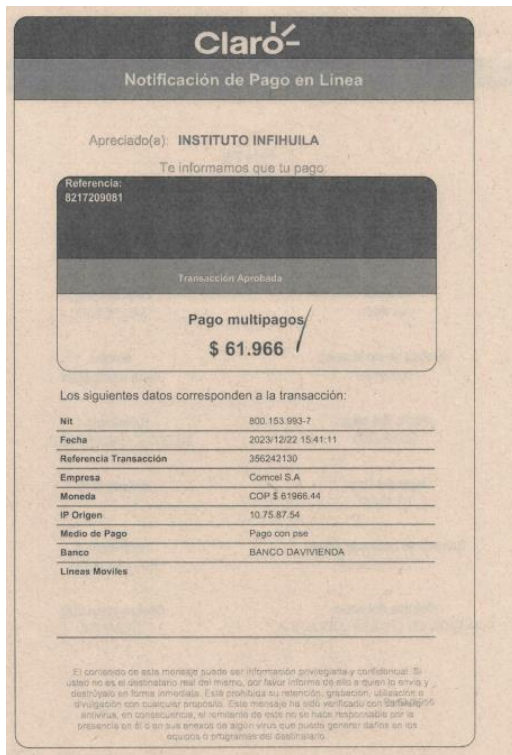 Claro
Notificación de Pago en Linea
Apreciado(a): INSTITUTO INFIHUILA
Te informamos que tu pago:
Referencia:
8217209081
Transacción Aprobada
Pago multipagos
$ 61.966
Los siguientes datos corresponden a la transacción:
Nit 800.153.993-7
Fecha 2023/12/22 15:41:11
Referencia Transacción 356242130
Empresa Comcel S.A
Moneda COP $ 61966.44
IP Origen 10.75.87.54
Medio de Pago Pago con pse
Banco BANCO DAVIVIENDA
Lineas Moviles
El contenido de este mensaje puede ser información privilegiada y confidencial. Si
usted no es el destinatario real del mismo, por favor informe de ello a quien lo envía y
destrúyalo en forma inmediata. Está prohibida su retención, grabación, utilización o
divulgación con cualquier propósito. Este mensaje ha sido verificado con software
antivirus, en consecuencia, el remitente de este no se hace responsable por la
presencia en él o en sus anexos de algún virus que pueda generar daños en los
equipos o programas del destinatario.